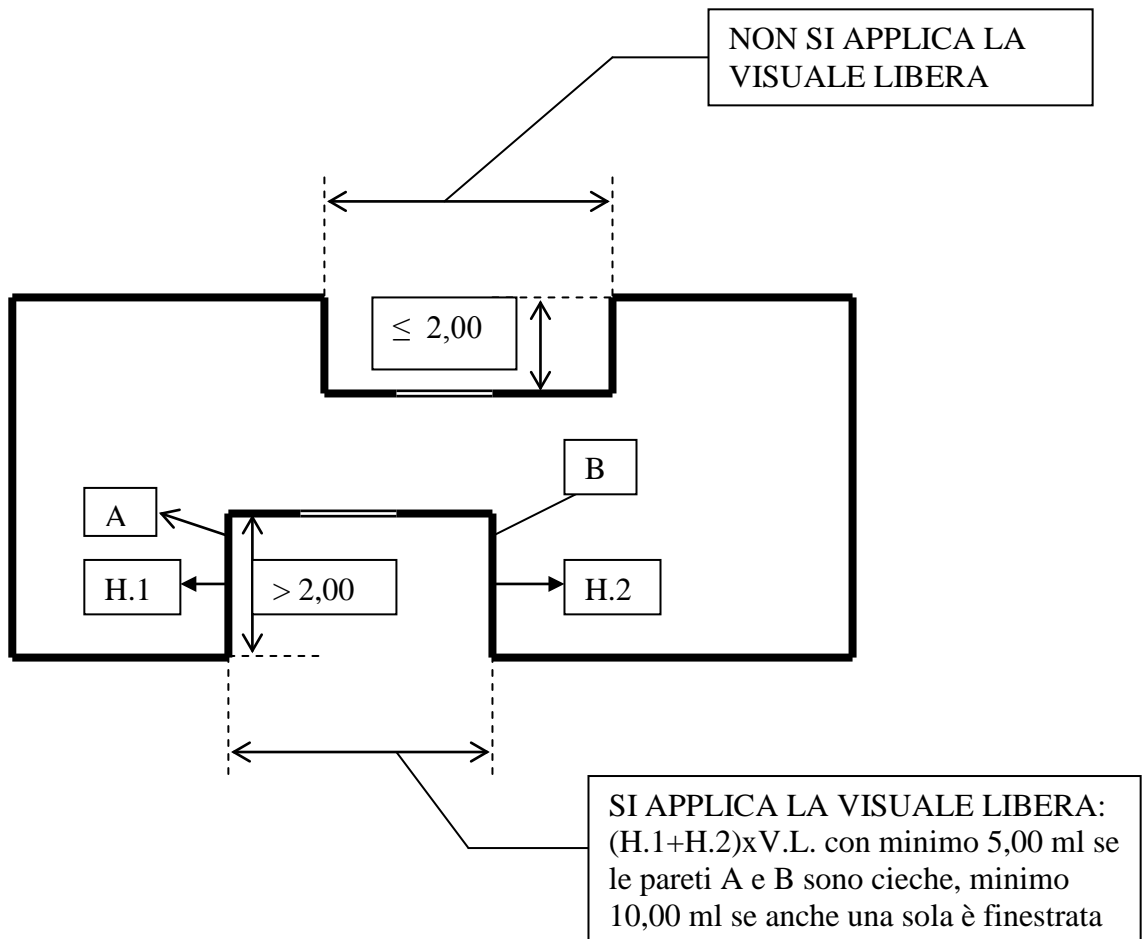 NON SI APPLICA LA
VISUALE LIBERA
≤ 2,00
B
A
H.1
> 2,00
H.2
SI APPLICA LA VISUALE LIBERA:
(H.1+H.2)xV.L. con minimo 5,00 ml se
le pareti A e B sono cieche, minimo
10,00 ml se anche una sola è finestrata